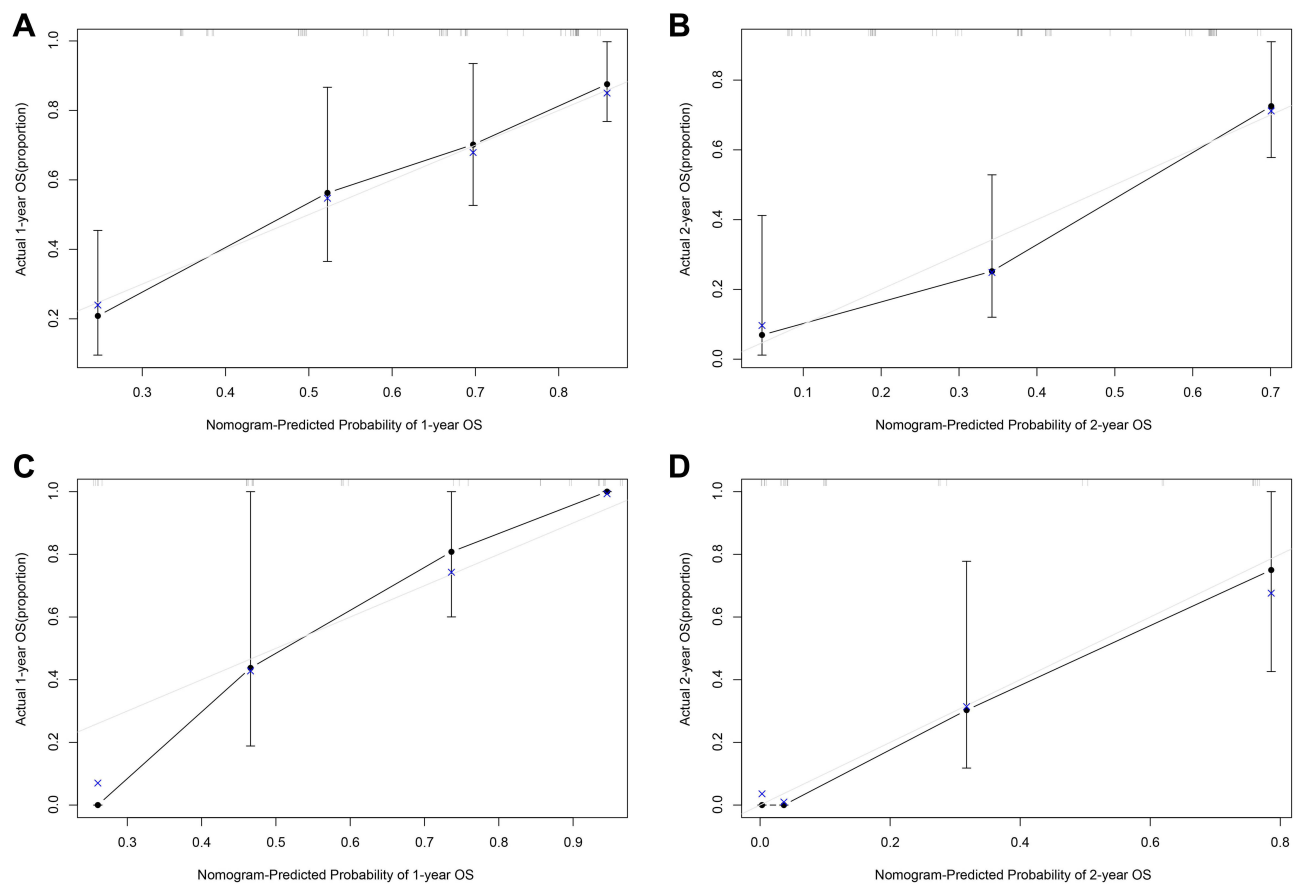 A
Actual 1-year OS(proportion)
1.0
0.8
0.6
0.4
0.2
0.3 0.4 0.5 0.6 0.7 0.8
Nomogram-Predicted Probability of 1-year OS
B
Actual 2-year OS(proportion)
0.8
0.6
0.4
0.2
0.0
0.1 0.2 0.3 0.4 0.5 0.6 0.7
Nomogram-Predicted Probability of 2-year OS
C
Actual 1-year OS(proportion)
1.0
0.8
0.6
0.4
0.2
0.0
0.3 0.4 0.5 0.6 0.7 0.8 0.9
Nomogram-Predicted Probability of 1-year OS
D
Actual 2-year OS(proportion)
1.0
0.8
0.6
0.4
0.2
0.0
0.0 0.2 0.4 0.6 0.8
Nomogram-Predicted Probability of 2-year OS